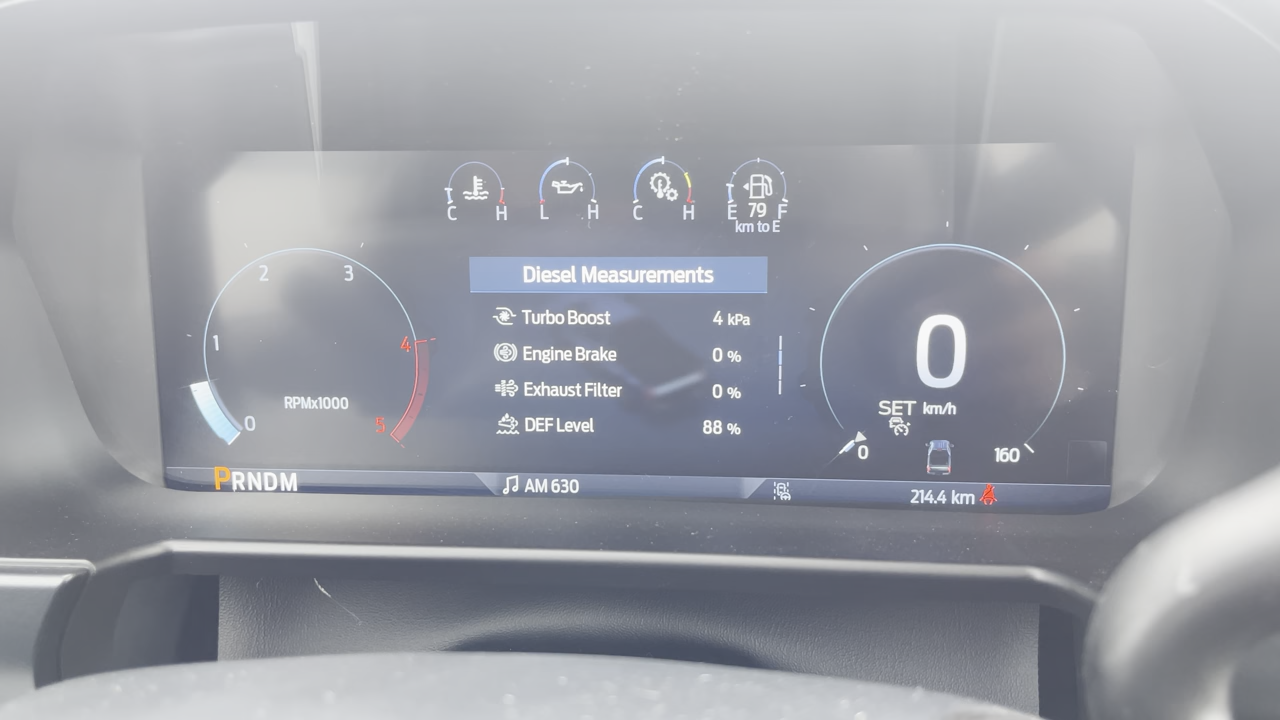 C H
L H
C H
E 79 F
km to E
Diesel Measurements
Turbo Boost 4 kPa
Engine Brake 0 %
Exhaust Filter 0 %
DEF Level 88 %
0
1
2
3
4
5
RPMx1000
0
SET km/h
0
160
PRNDM
AM 630
214.4 km